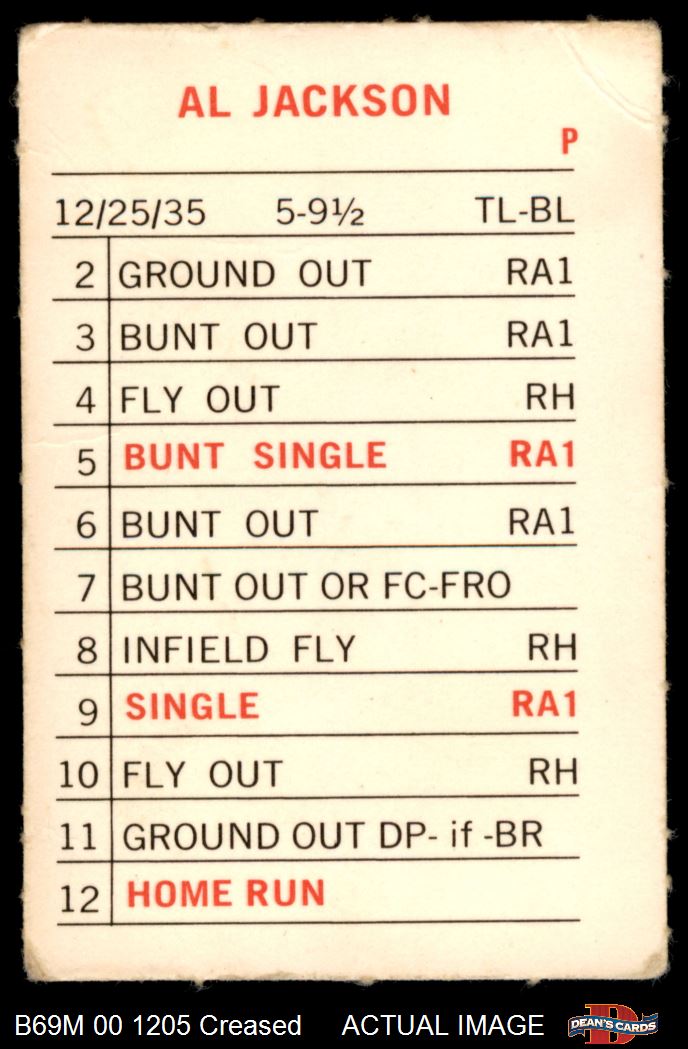 AL JACKSON
P
12/25/35 5-9½ TL-BL
2 GROUND OUT RA1
3 BUNT OUT RA1
4 FLY OUT RH
5 BUNT SINGLE RA1
6 BUNT OUT RA1
7 BUNT OUT OR FC-FRO
8 INFIELD FLY RH
9 SINGLE RA1
10 FLY OUT RH
11 GROUND OUT DP- if -BR
12 HOME RUN
B69M 00 1205 Creased ACTUAL IMAGE D DEAN'S CARDS